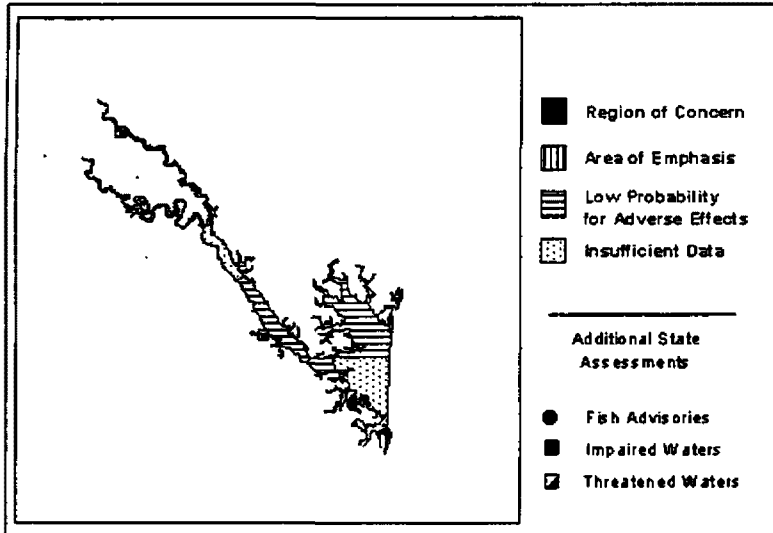 Region of Concern
Area of Emphasis
Low Probability
for Adverse Effects
Insufficient Data
Additional State
Assessments
Fish Advisories
Impaired Waters
Threatened Waters